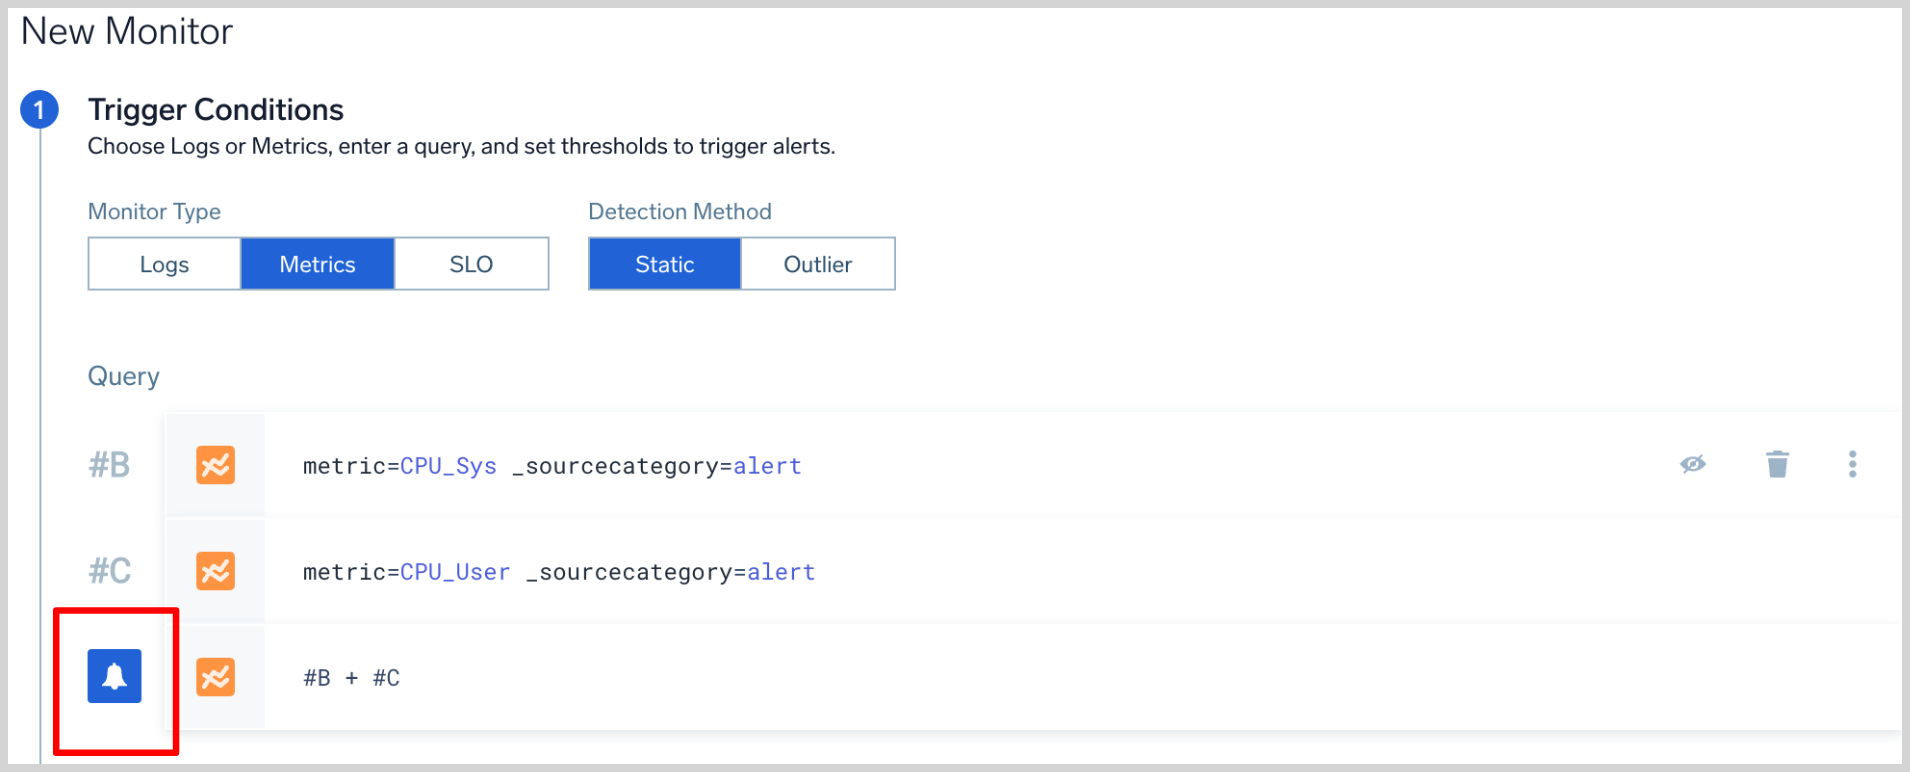 New Monitor
1 Trigger Conditions
Choose Logs or Metrics, enter a query, and set thresholds to trigger alerts.
Monitor Type Detection Method
Logs Metrics SLO Static Outlier
Query
#B metric=CPU_Sys _sourcecategory=alert
#C metric=CPU_User _sourcecategory=alert
#B + #C